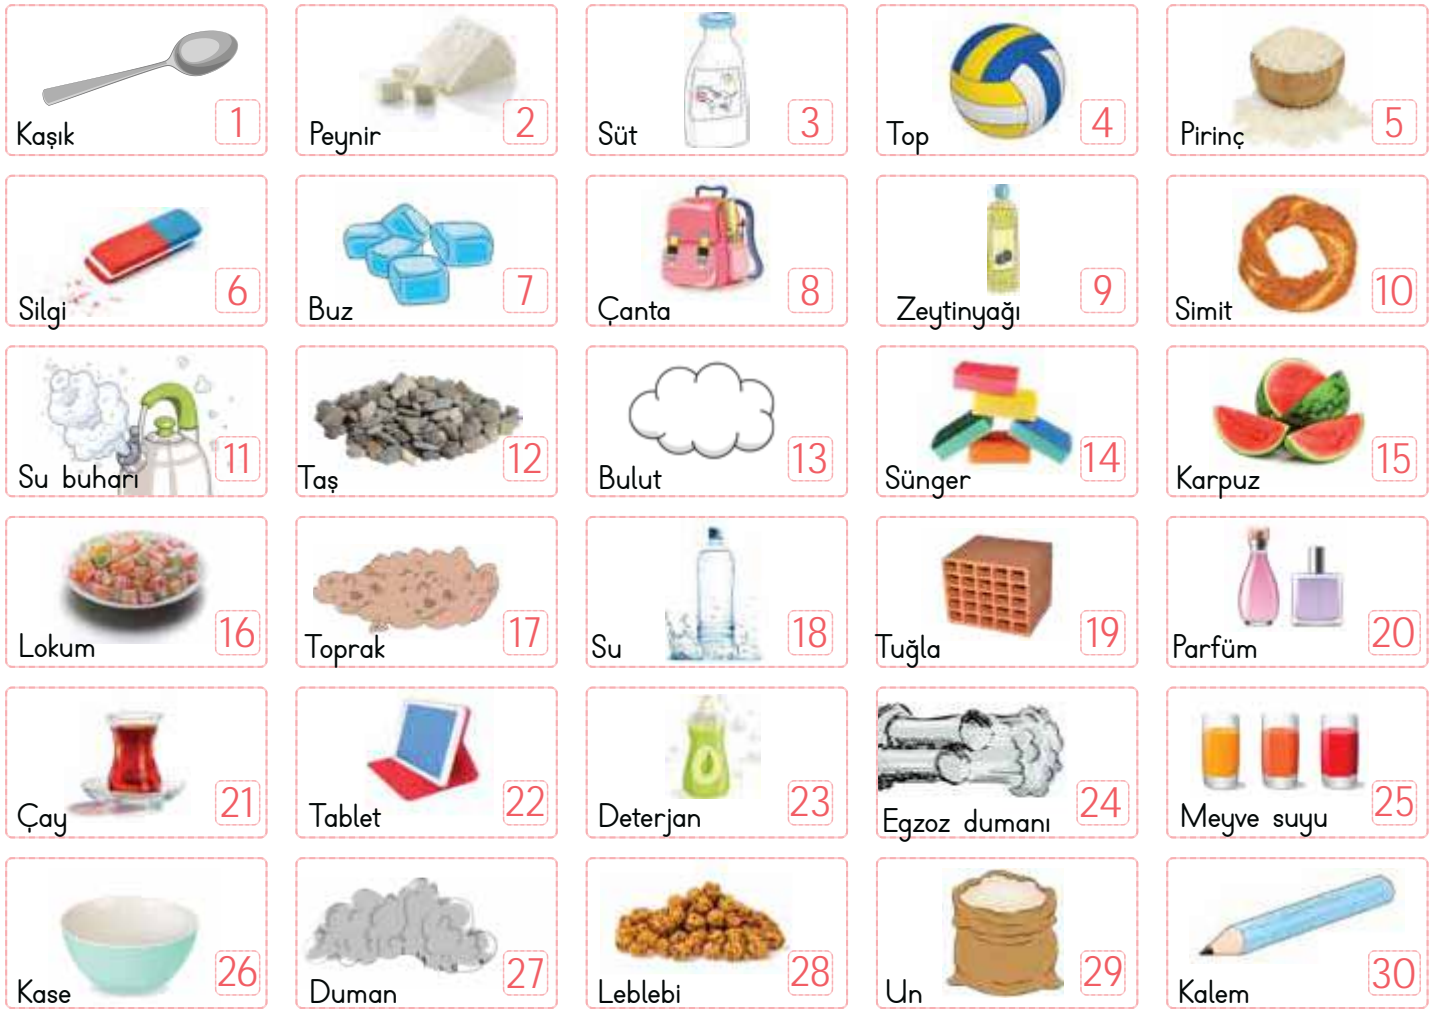 Kaşık 1
Peynir 2
Süt 3
Top 4
Pirinç 5
Silgi 6
Buz 7
Çanta 8
Zeytinyağı 9
Simit 10
Su buharı 11
Taş 12
Bulut 13
Sünger 14
Karpuz 15
Lokum 16
Toprak 17
Su 18
Tuğla 19
Parfüm 20
Çay 21
Tablet 22
Deterjan 23
Egzoz dumanı 24
Meyve suyu 25
Kase 26
Duman 27
Leblebi 28
Un 29
Kalem 30